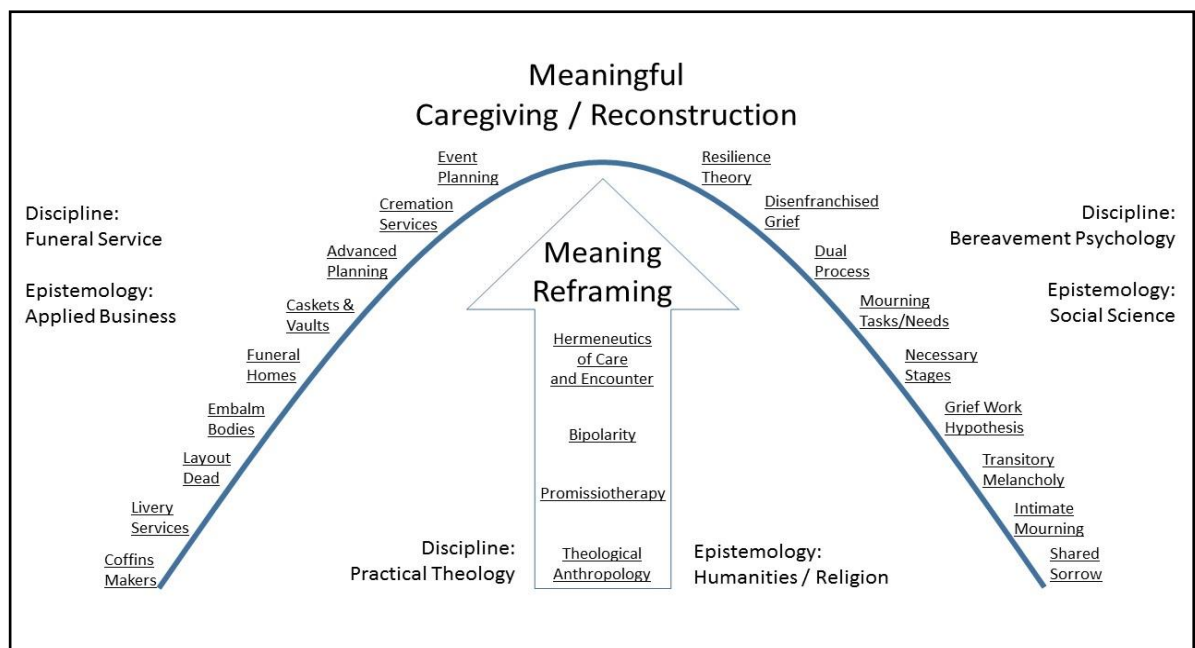 Meaningful
Caregiving / Reconstruction
Event
Planning
Cremation
Services
Advanced
Planning
Caskets &
Vaults
Funeral
Homes
Embalm
Bodies
Layout
Dead
Livery
Services
Coffins
Makers
Discipline:
Funeral Service
Epistemology:
Applied Business
Meaning
Reframing
Hermeneutics
of Care
and Encounter
Bipolarity
Promissiotherapy
Theological
Anthropology
Discipline:
Practical Theology
Epistemology:
Humanities / Religion
Resilience
Theory
Disenfranchised
Grief
Dual
Process
Mourning
Tasks/Needs
Necessary
Stages
Grief Work
Hypothesis
Transitory
Melancholy
Intimate
Mourning
Shared
Sorrow
Discipline:
Bereavement Psychology
Epistemology:
Social Science